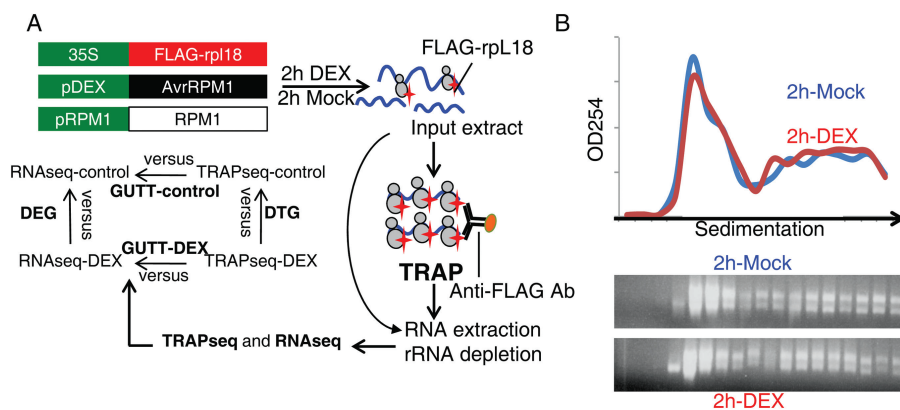 A
35S FLAG-rpl18
pDEX AvrRPM1
pRPM1 RPM1
2h DEX
2h Mock
FLAG-rpL18
Input extract
RNAseq-control versus TRAPseq-control
GUTT-control
DEG versus
versus DTG
GUTT-DEX
RNAseq-DEX versus TRAPseq-DEX
TRAP
Anti-FLAG Ab
RNA extraction
rRNA depletion
TRAPseq and RNAseq
B
OD254
2h-Mock
2h-DEX
Sedimentation
2h-Mock
2h-DEX